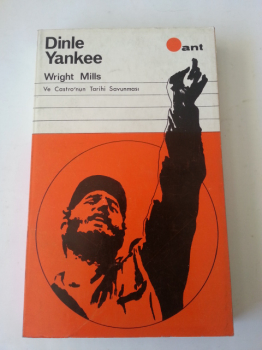 Dinle
Yankee
ant
Wright Mills
Ve Castro'nun Tarihi Savunması